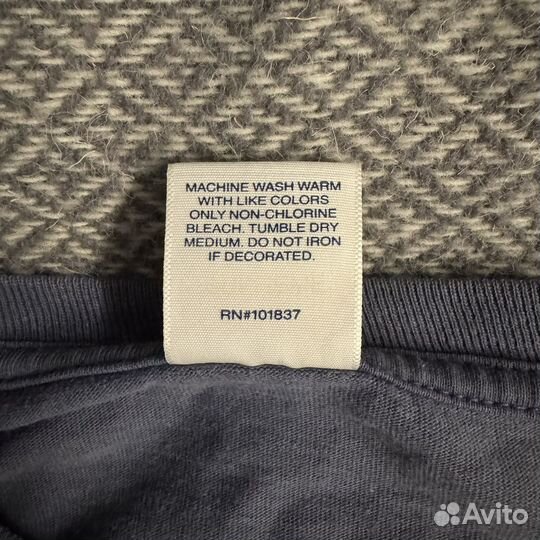 MACHINE WASH WARM
WITH LIKE COLORS
ONLY NON-CHLORINE
BLEACH. TUMBLE DRY
MEDIUM. DO NOT IRON
IF DECORATED.
RN#101837
Avito